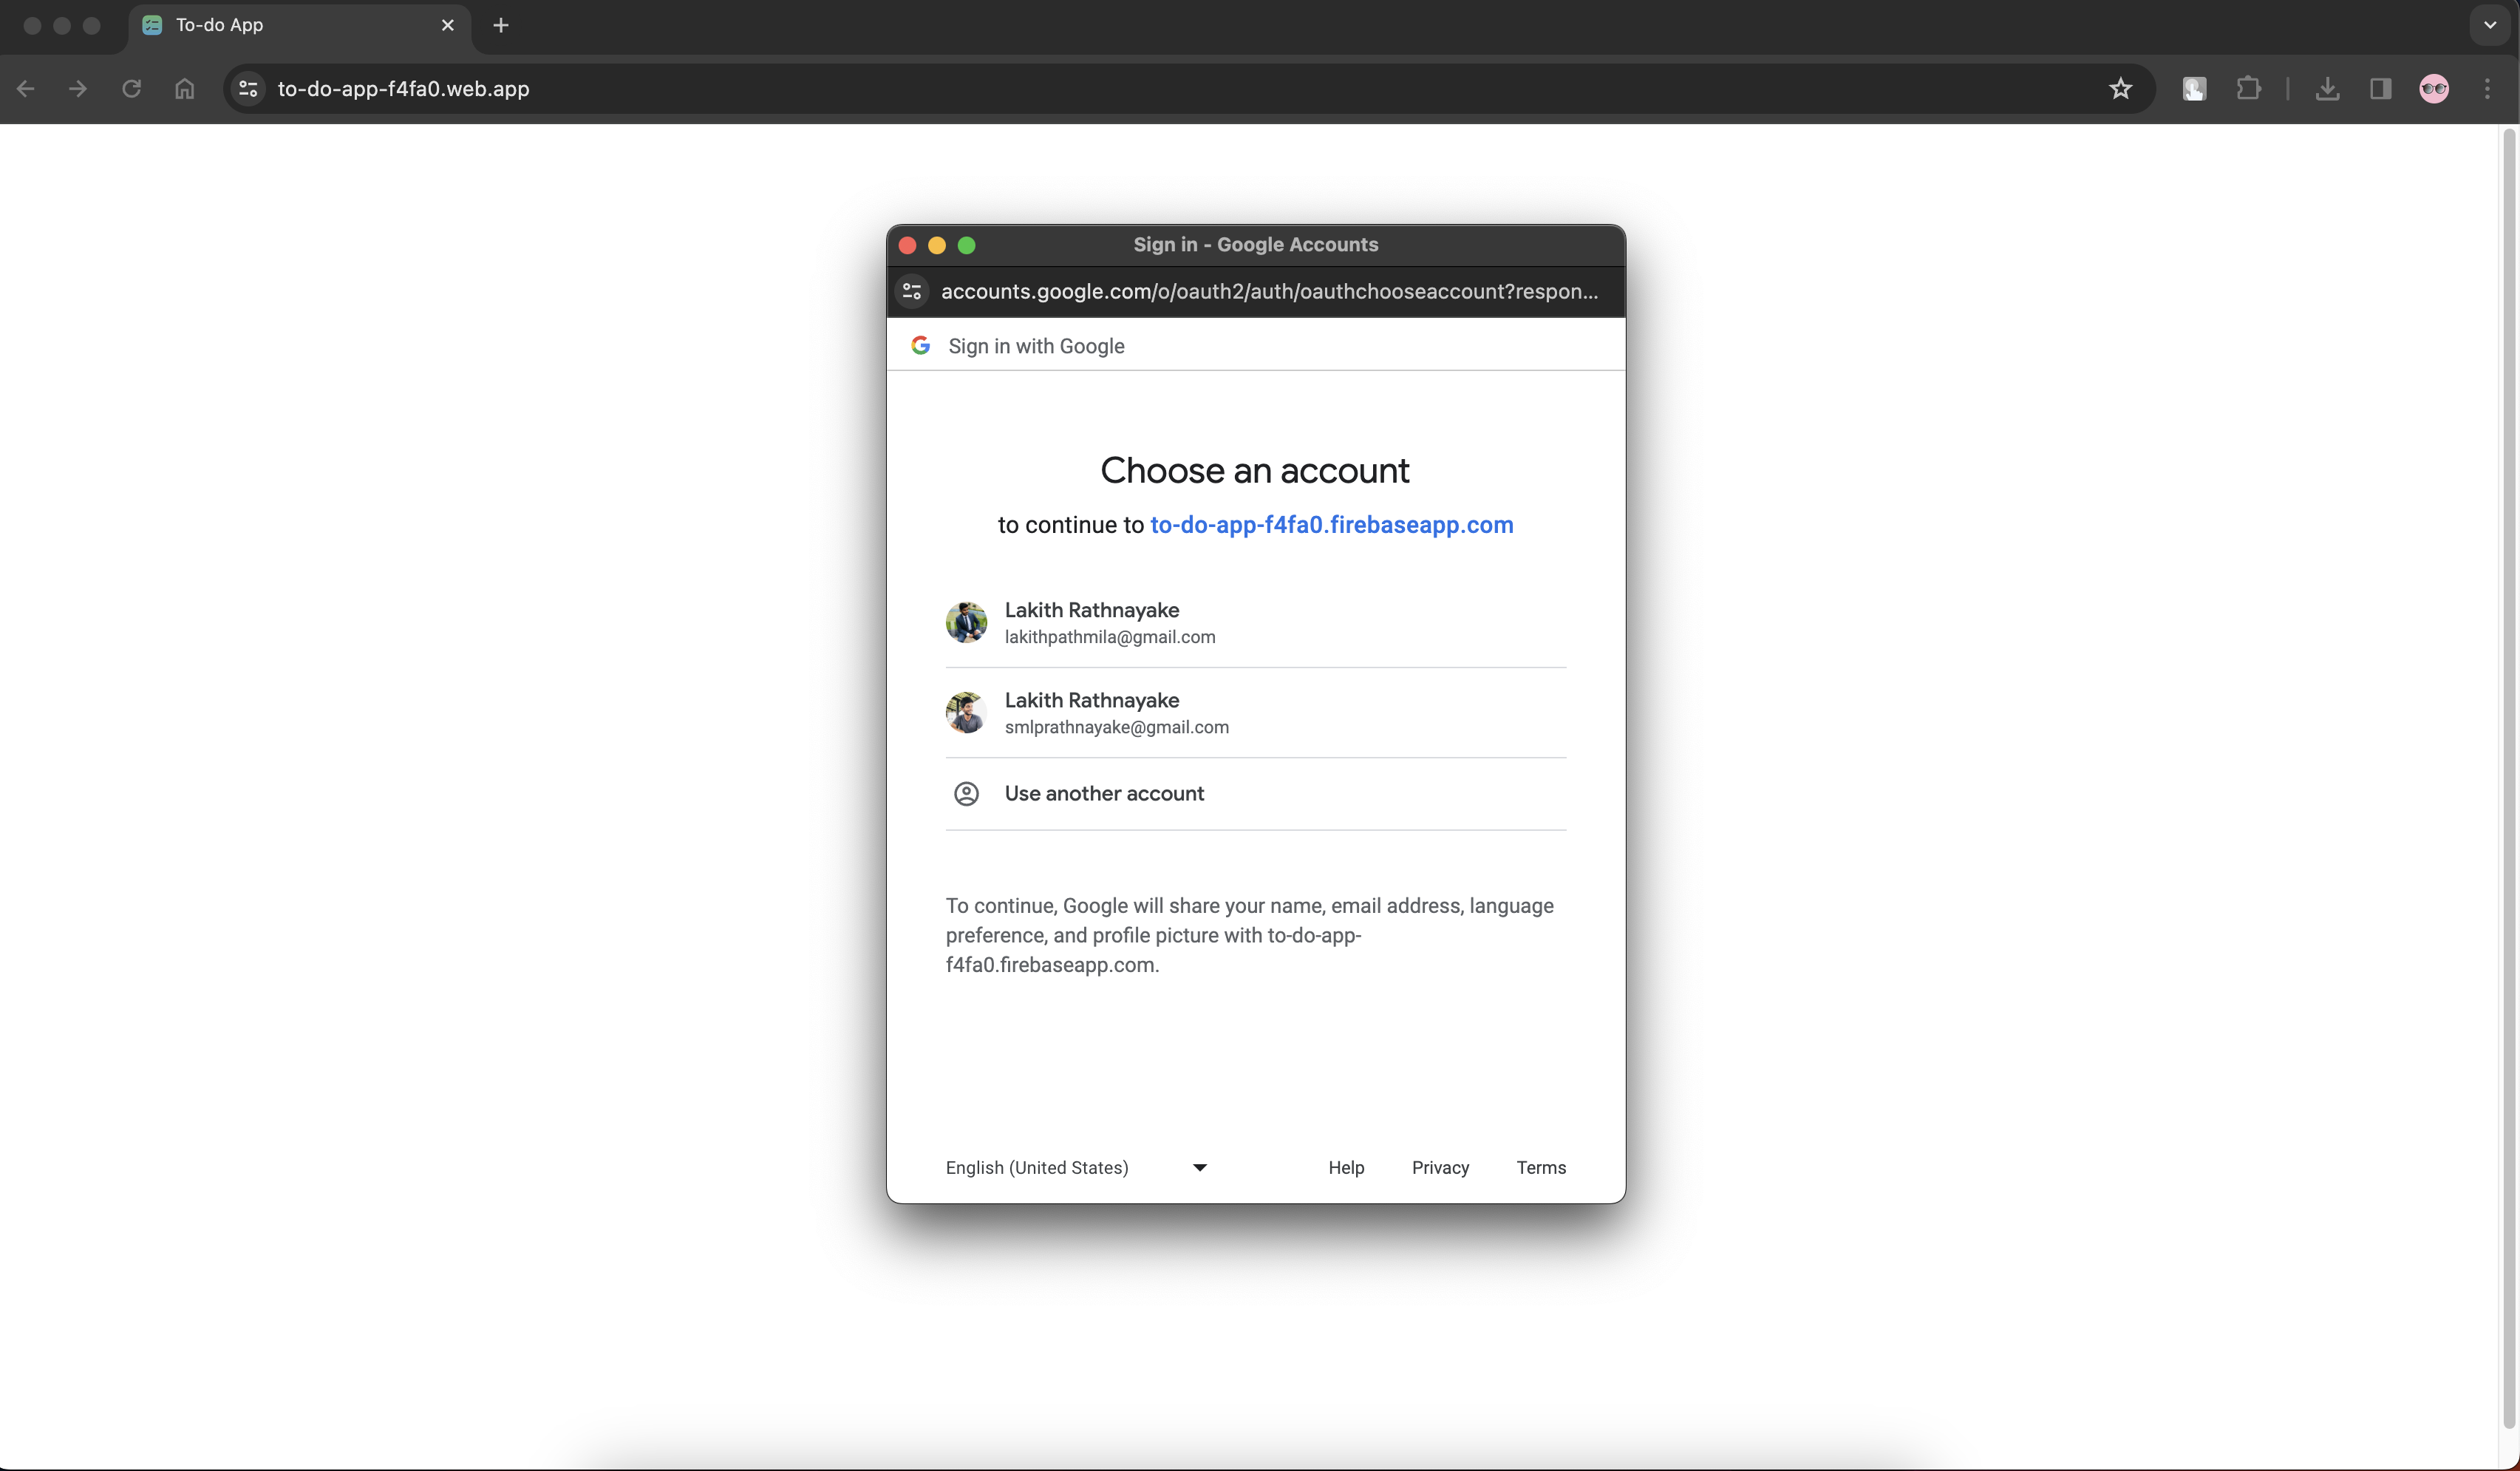 To-do App
to-do-app-f4fa0.web.app
Sign in - Google Accounts
accounts.google.com/o/oauth2/auth/oauthchooseaccount?respon...
Sign in with Google
Choose an account
to continue to to-do-app-f4fa0.firebaseapp.com
Lakith Rathnayake
lakithpathmila@gmail.com
Lakith Rathnayake
smlprathnayake@gmail.com
Use another account
To continue, Google will share your name, email address, language
preference, and profile picture with to-do-app-
f4fa0.firebaseapp.com.
English (United States) Help Privacy Terms